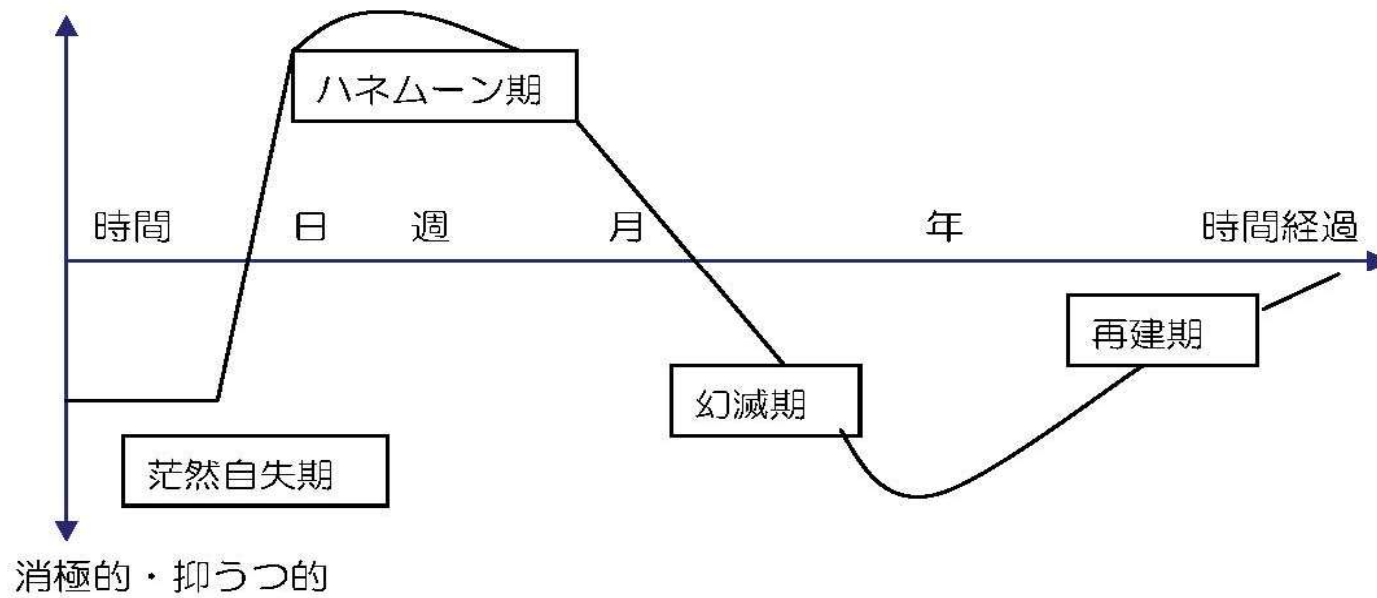 ハネムーン期
時間 日 週 月 年 時間経過
再建期
幻滅期
茫然自失期
消極的・抑うつ的